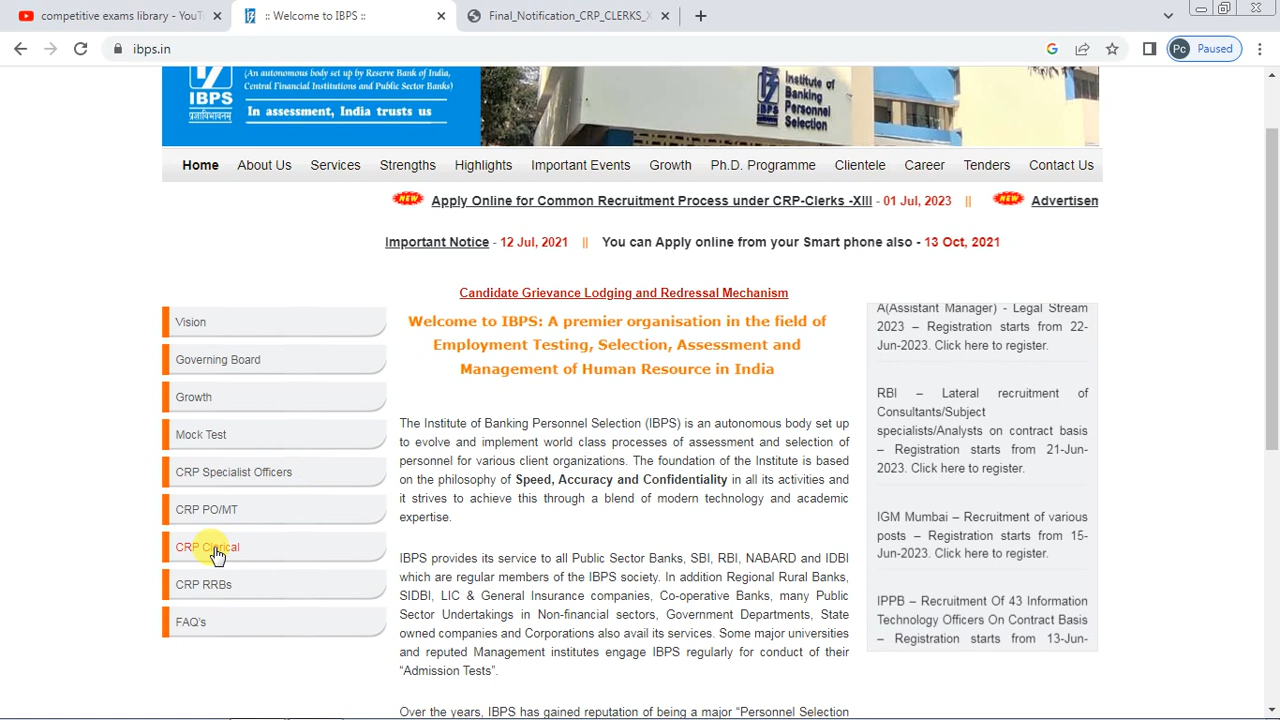 competitive exams library - YouT
:: Welcome to IBPS ::
Final_Notification_CRP_CLERKS_X
ibps.in
Pc
Paused
(An autonomous body set up by Reserve Bank of India,
Central Financial Institutions and Public Sector Banks)
IBPS
प्रज्ञाविभावनम्
In assessment, India trusts us
Institute of
Banking
Personnel
Selection
Home
About Us
Services
Strengths
Highlights
Important Events
Growth
Ph.D. Programme
Clientele
Career
Tenders
Contact Us
NEW Apply Online for Common Recruitment Process under CRP-Clerks -XIII - 01 Jul, 2023 || NEW Advertisem
Important Notice - 12 Jul, 2021 || You can Apply online from your Smart phone also - 13 Oct, 2021
Candidate Grievance Lodging and Redressal Mechanism
Vision
Governing Board
Growth
Mock Test
CRP Specialist Officers
CRP PO/MT
CRP Clerical
CRP RRBs
FAQ's
Welcome to IBPS: A premier organisation in the field of
Employment Testing, Selection, Assessment and
Management of Human Resource in India
The Institute of Banking Personnel Selection (IBPS) is an autonomous body set up
to evolve and implement world class processes of assessment and selection of
personnel for various client organizations. The foundation of the Institute is based
on the philosophy of Speed, Accuracy and Confidentiality in all its activities and
it strives to achieve this through a blend of modern technology and academic
expertise.
IBPS provides its service to all Public Sector Banks, SBI, RBI, NABARD and IDBI
which are regular members of the IBPS society. In addition Regional Rural Banks,
SIDBI, LIC & General Insurance companies, Co-operative Banks, many Public
Sector Undertakings in Non-financial sectors, Government Departments, State
owned companies and Corporations also avail its services. Some major universities
and reputed Management institutes engage IBPS regularly for conduct of their
“Admission Tests”.
Over the years, IBPS has gained reputation of being a major “Personnel Selection
A(Assistant Manager) - Legal Stream
2023 – Registration starts from 22-
Jun-2023. Click here to register.
RBI – Lateral recruitment of
Consultants/Subject
specialists/Analysts on contract basis
– Registration starts from 21-Jun-
2023. Click here to register.
IGM Mumbai – Recruitment of various
posts – Registration starts from 15-
Jun-2023. Click here to register.
IPPB – Recruitment Of 43 Information
Technology Officers On Contract Basis
– Registration starts from 13-Jun-